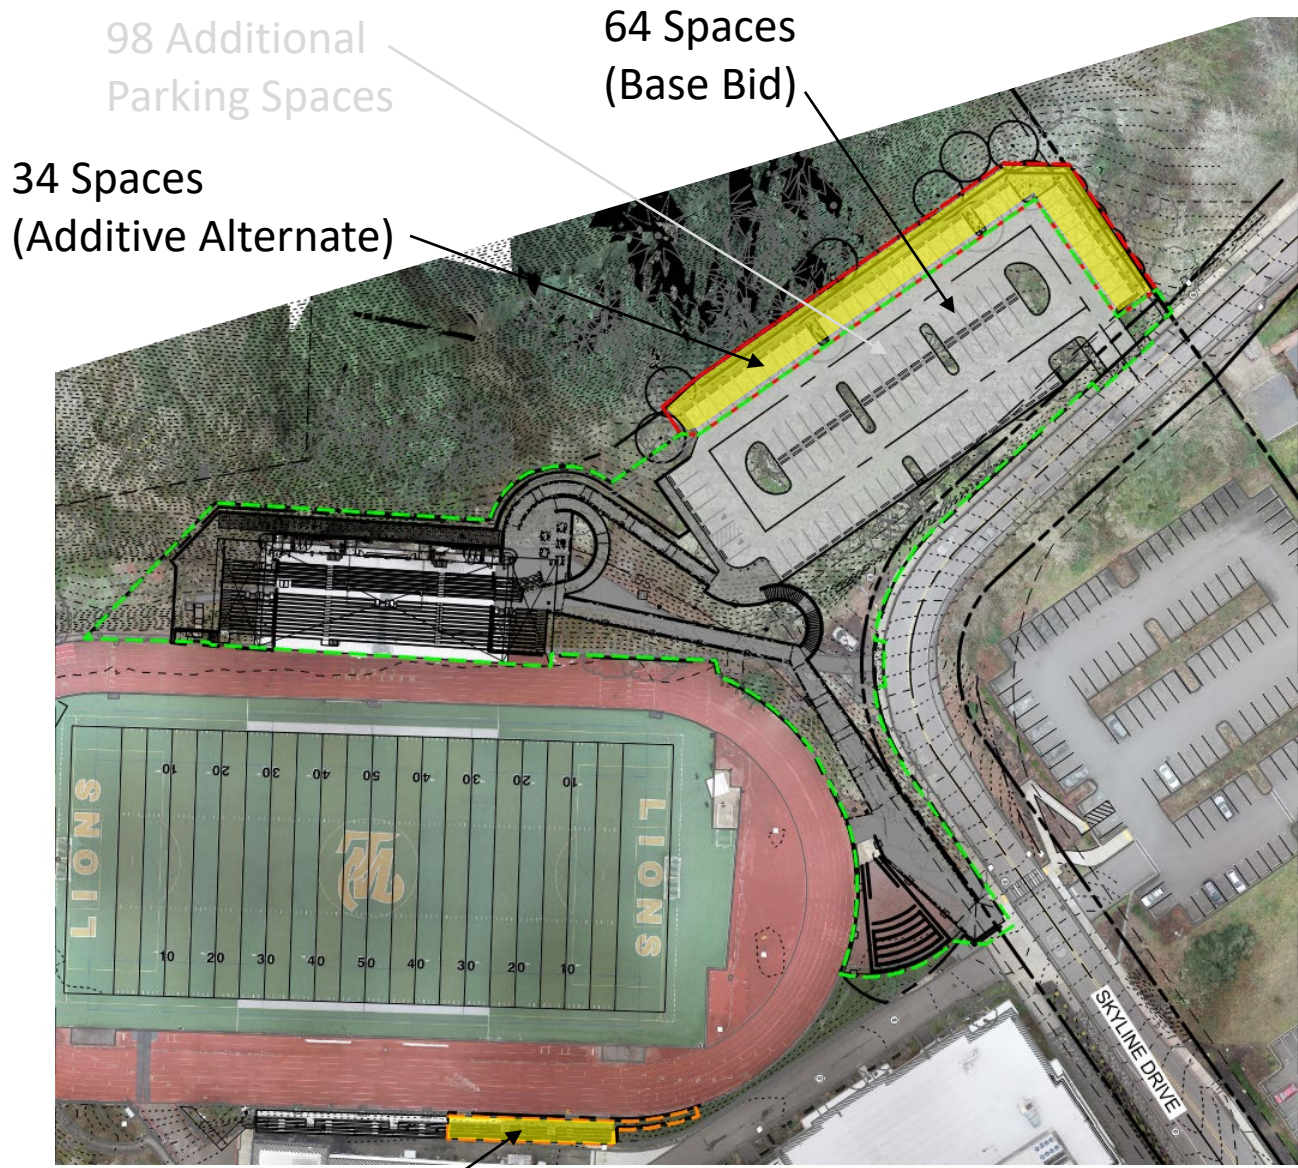 98 Additional
Parking Spaces
64 Spaces
(Base Bid)
34 Spaces
(Additive Alternate)
10 20 30 40 50 40 30 20 10
LIONS
LIONS
10 20 30 40 50 40 30 20 10
SKYLINE DRIVE